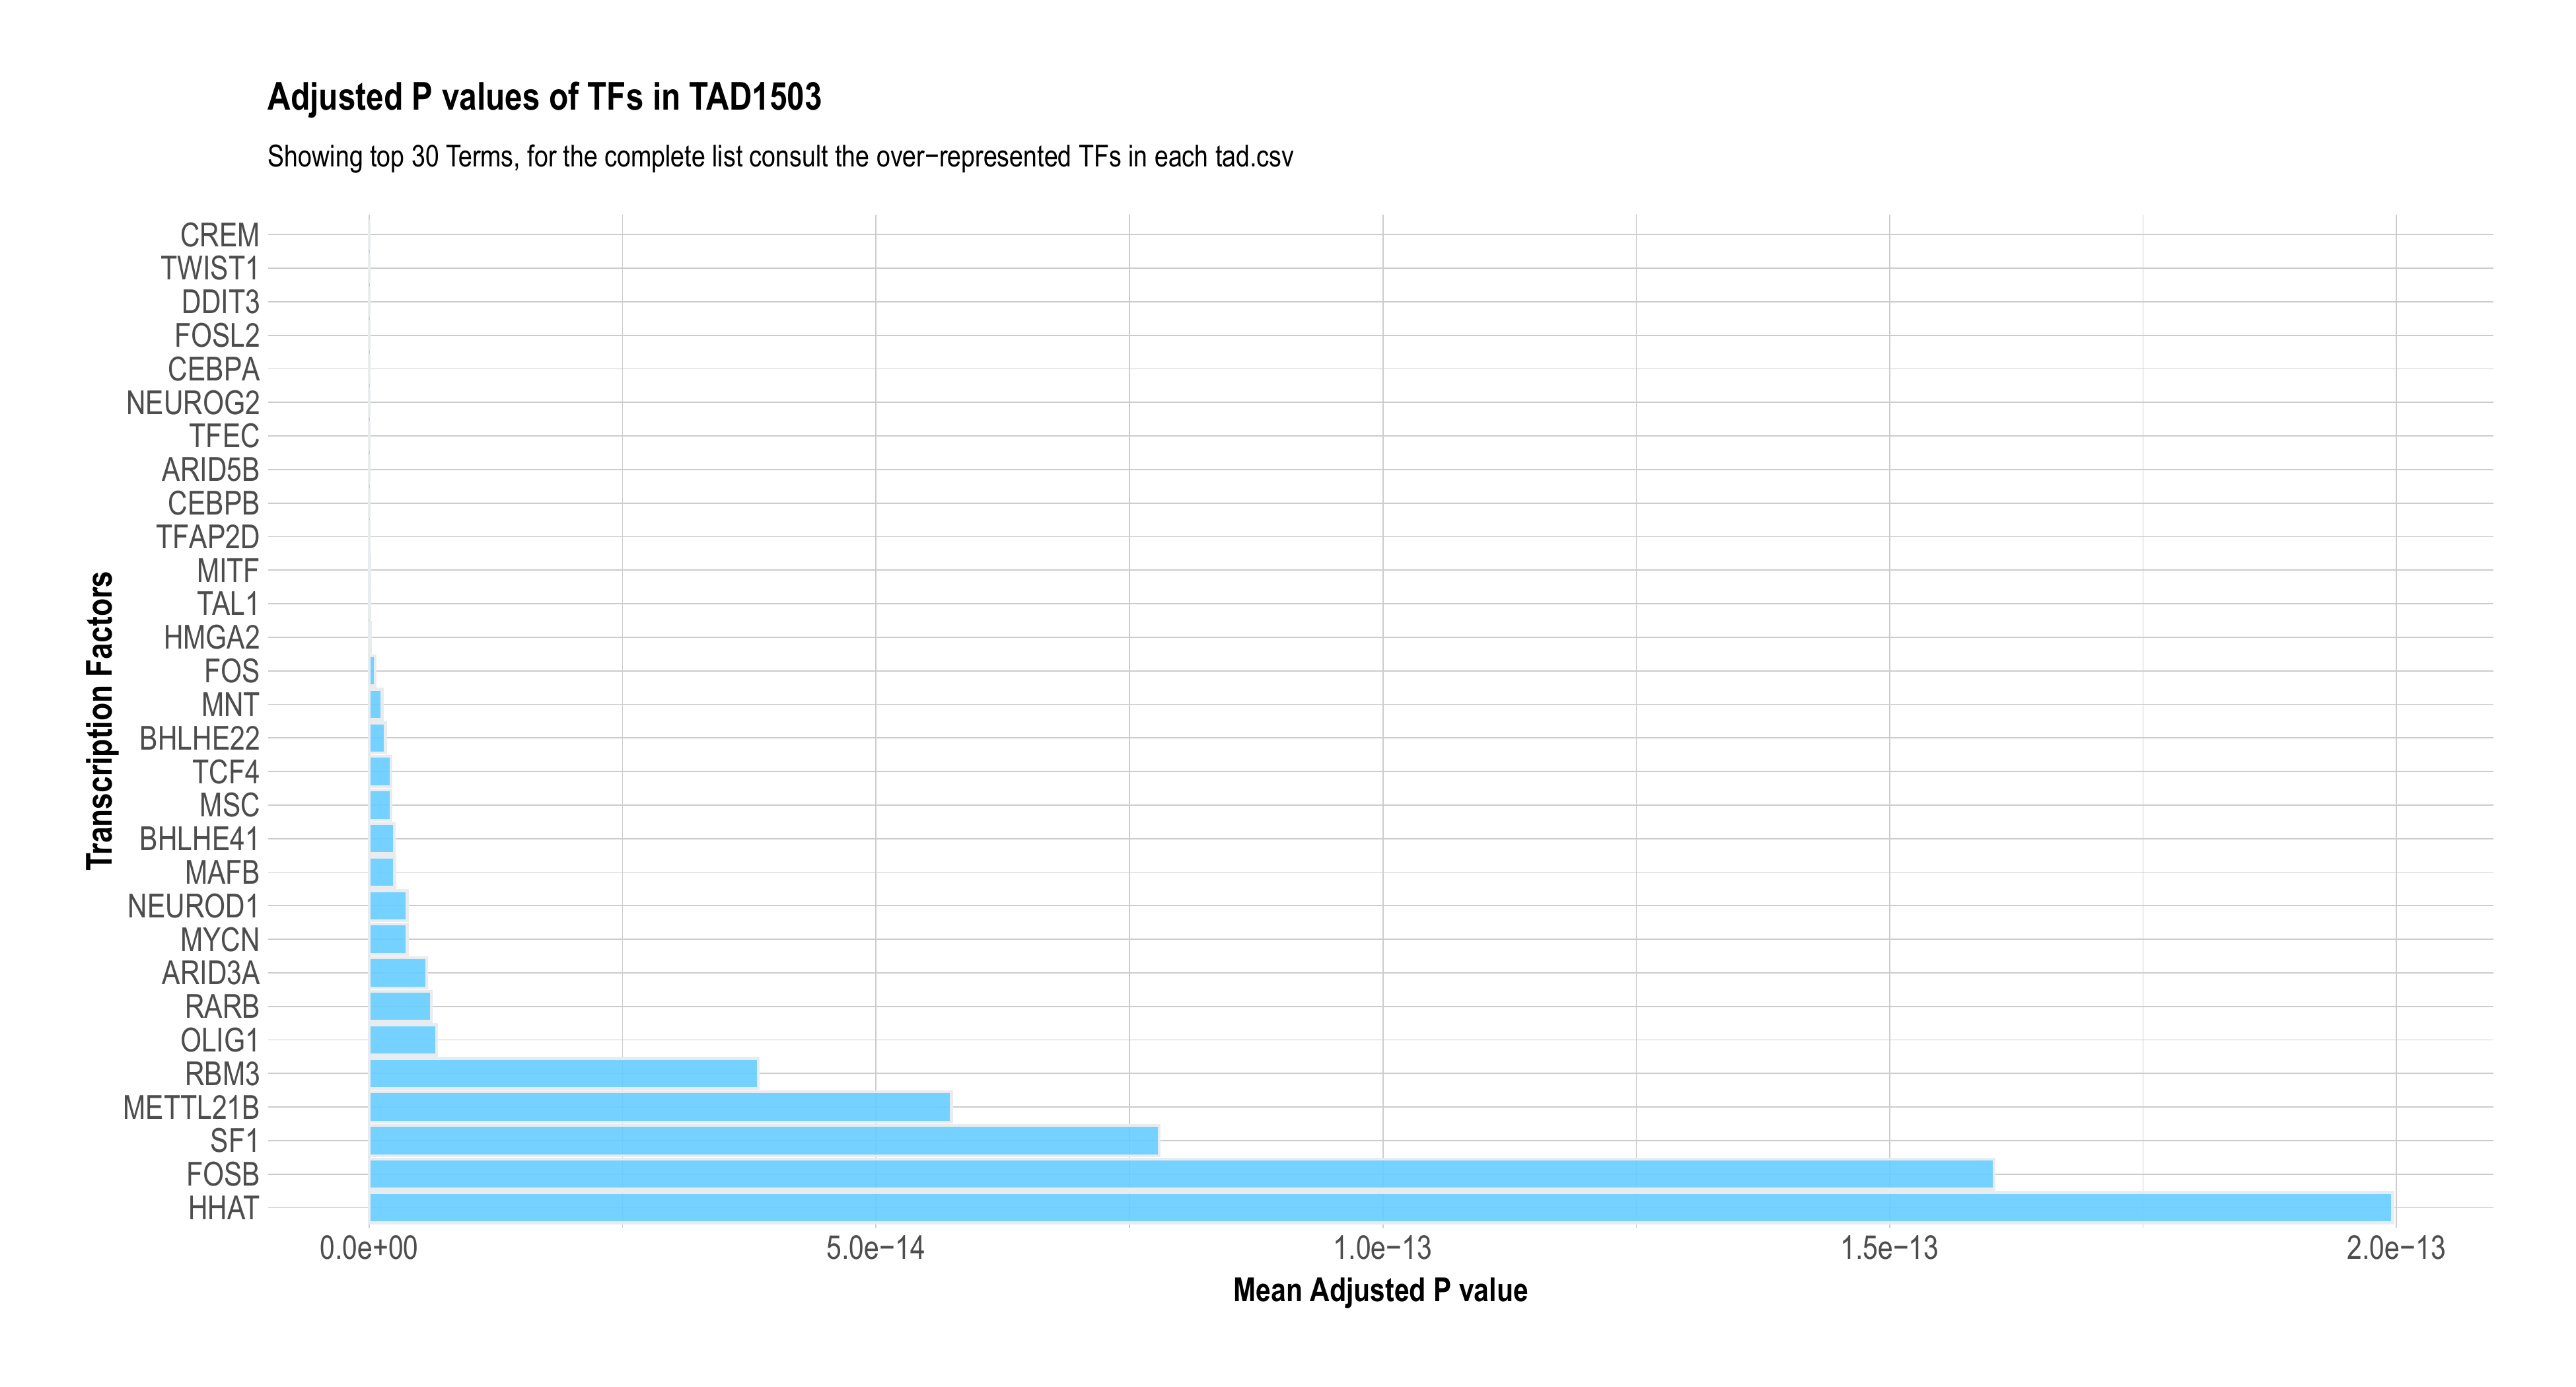 Adjusted P values of TFs in TAD1503
Showing top 30 Terms, for the complete list consult the over−represented TFs in each tad.csv
Transcription Factors
CREM
TWIST1
DDIT3
FOSL2
CEBPA
NEUROG2
TFEC
ARID5B
CEBPB
TFAP2D
MITF
TAL1
HMGA2
FOS
MNT
BHLHE22
TCF4
MSC
BHLHE41
MAFB
NEUROD1
MYCN
ARID3A
RARB
OLIG1
RBM3
METTL21B
SF1
FOSB
HHAT
0.0e+00 5.0e−14 1.0e−13 1.5e−13 2.0e−13
Mean Adjusted P value